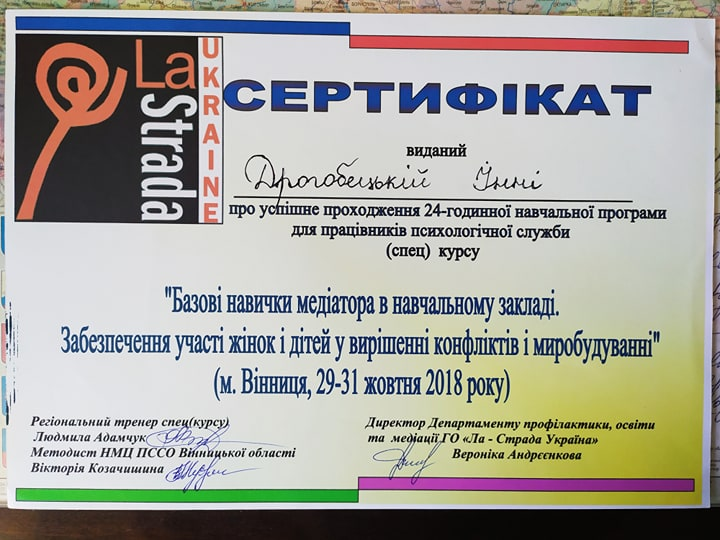 La Strada
UKRAINE
СЕРТИФІКАТ
виданий
Дрогобецькій Інні
про успішне проходження 24-годинної навчальної програми
для працівників психологічної служби
(спец) курсу
"Базові навички медіатора в навчальному закладі.
Забезпечення участі жінок і дітей у вирішенні конфліктів і миробудуванні"
(м. Вінниця, 29-31 жовтня 2018 року)
Регіональний тренер спец(курсу)
Людмила Адамчук
Методист НМЦ ПССО Вінницької області
Вікторія Козачишина
Директор Департаменту профілактики, освіти
та медіації ГО «Ла - Страда Україна»
Вероніка Андрєєнкова